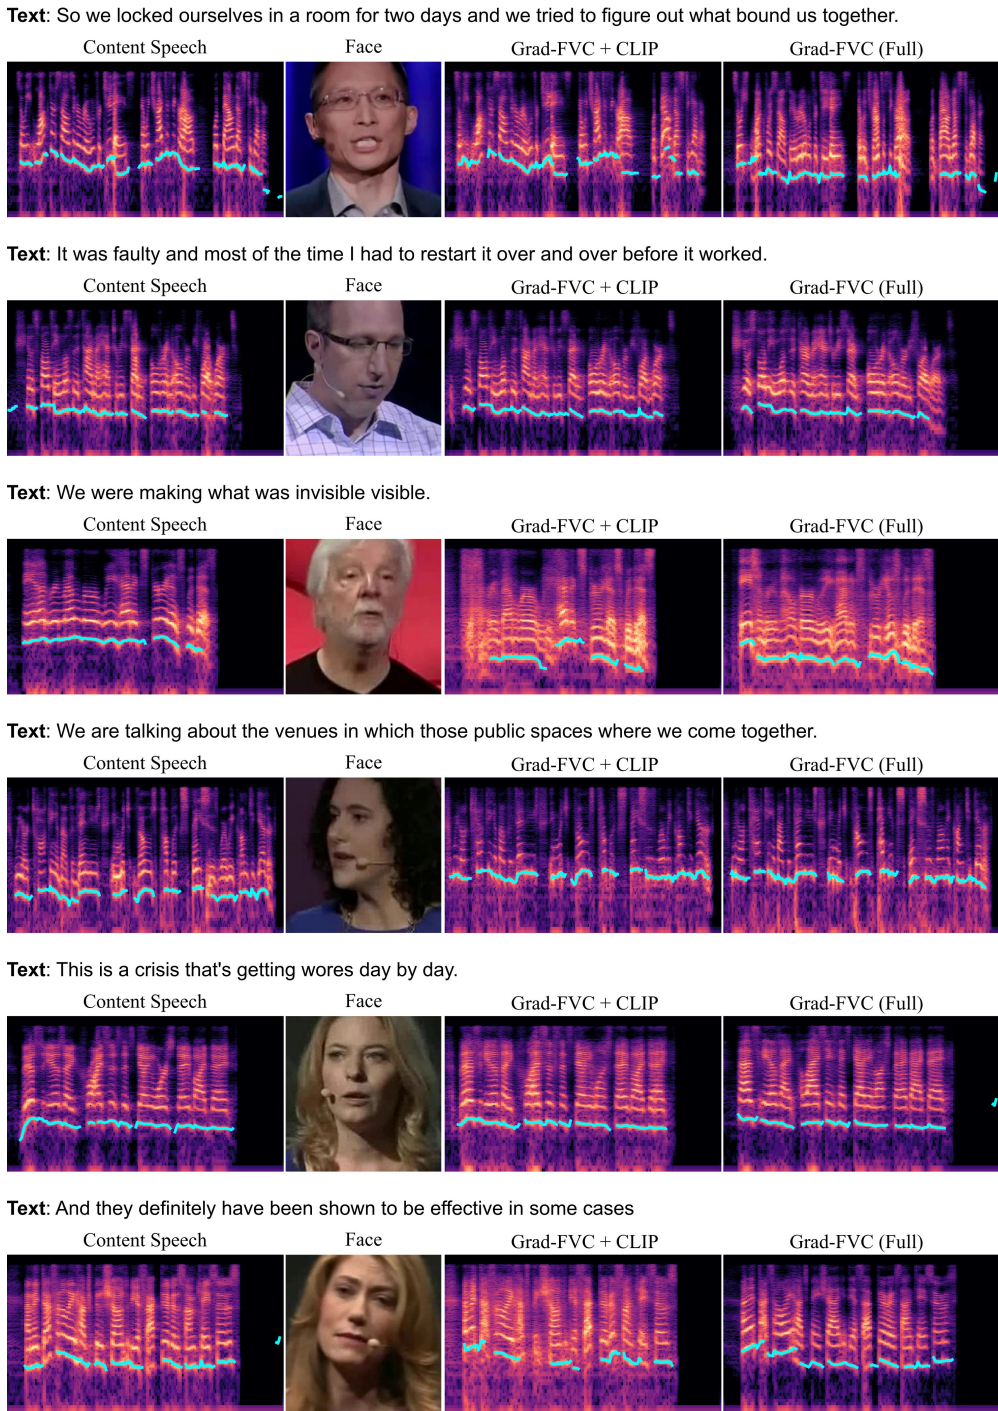 Text: So we locked ourselves in a room for two days and we tried to figure out what bound us together.
Content Speech Face Grad-FVC + CLIP Grad-FVC (Full)
Text: It was faulty and most of the time I had to restart it over and over before it worked.
Content Speech Face Grad-FVC + CLIP Grad-FVC (Full)
Text: We were making what was invisible visible.
Content Speech Face Grad-FVC + CLIP Grad-FVC (Full)
Text: We are talking about the venues in which those public spaces where we come together.
Content Speech Face Grad-FVC + CLIP Grad-FVC (Full)
Text: This is a crisis that's getting wores day by day.
Content Speech Face Grad-FVC + CLIP Grad-FVC (Full)
Text: And they definitely have been shown to be effective in some cases
Content Speech Face Grad-FVC + CLIP Grad-FVC (Full)